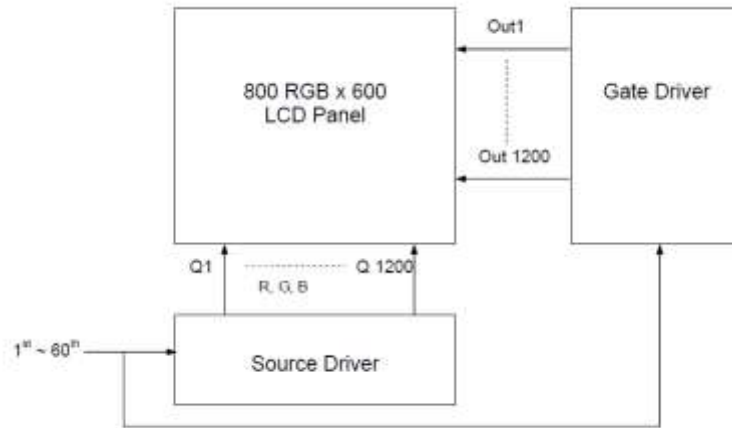 Out1
800 RGB x 600
LCD Panel
Gate Driver
Out 1200
Q1
Q 1200
R, G, B
1st ~ 60th
Source Driver